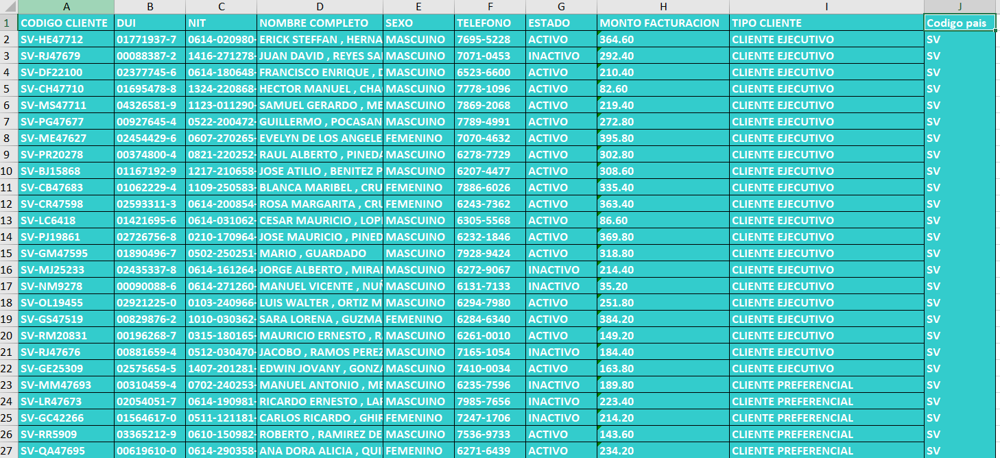 A B C D E F G H I J
1 CODIGO CLIENTE DUI NIT NOMBRE COMPLETO SEXO TELEFONO ESTADO MONTO FACTURACION TIPO CLIENTE Codigo pais
2 SV-HE47712 01771937-7 0614-020980- ERICK STEFFAN , HERNA MASCUINO 7695-5228 ACTIVO 364.60 CLIENTE EJECUTIVO SV
3 SV-RJ47679 00088387-2 1416-271278- JUAN DAVID , REYES SA MASCUINO 7071-0453 INACTIVO 292.40 CLIENTE EJECUTIVO SV
4 SV-DF22100 02377745-6 0614-180648- FRANCISCO ENRIQUE , D MASCUINO 6523-6600 ACTIVO 210.40 CLIENTE EJECUTIVO SV
5 SV-CH47710 01695478-8 1324-220868- HECTOR MANUEL , CHA MASCUINO 7778-1096 ACTIVO 82.60 CLIENTE EJECUTIVO SV
6 SV-MS47711 04326581-9 1123-011290- SAMUEL GERARDO , ME MASCUINO 7869-2068 ACTIVO 219.40 CLIENTE EJECUTIVO SV
7 SV-PG47677 00927645-4 0522-200472- GUILLERMO , POCASAN MASCUINO 7789-4991 ACTIVO 272.80 CLIENTE EJECUTIVO SV
8 SV-ME47627 02454429-6 0607-270265- EVELYN DE LOS ANGELE FEMENINO 7070-4632 ACTIVO 395.80 CLIENTE EJECUTIVO SV
9 SV-PR20278 00374800-4 0821-220252- RAUL ALBERTO , PINEDA MASCUINO 6278-7729 ACTIVO 302.80 CLIENTE EJECUTIVO SV
10 SV-BJ15868 01167192-9 1217-210658- JOSE ATILIO , BENITEZ P MASCUINO 6207-4477 ACTIVO 308.60 CLIENTE EJECUTIVO SV
11 SV-CB47683 01062229-4 1109-250583- BLANCA MARIBEL , CRU FEMENINO 7886-6026 ACTIVO 335.40 CLIENTE EJECUTIVO SV
12 SV-CR47598 02593311-3 0614-200854- ROSA MARGARITA , CRU FEMENINO 6243-7362 ACTIVO 363.40 CLIENTE EJECUTIVO SV
13 SV-LC6418 01421695-6 0614-031062- CESAR MAURICIO , LOP MASCUINO 6305-5568 ACTIVO 86.60 CLIENTE EJECUTIVO SV
14 SV-PJ19861 02726756-8 0210-170964- JOSE MAURICIO , PINED MASCUINO 6232-1846 ACTIVO 369.80 CLIENTE EJECUTIVO SV
15 SV-GM47595 01890496-7 0502-250251- MARIO , GUARDADO MASCUINO 7928-9424 ACTIVO 318.80 CLIENTE EJECUTIVO SV
16 SV-MJ25233 02435337-8 0614-161264- JORGE ALBERTO , MIRA MASCUINO 6272-9067 INACTIVO 214.40 CLIENTE EJECUTIVO SV
17 SV-NM9278 00090088-6 0614-271260- MANUEL VICENTE , NUÑ MASCUINO 6131-7133 INACTIVO 35.20 CLIENTE EJECUTIVO SV
18 SV-OL19455 02921225-0 0103-240966- LUIS WALTER , ORTIZ M MASCUINO 6294-7980 ACTIVO 251.80 CLIENTE EJECUTIVO SV
19 SV-GS47519 00829876-2 1010-030362- SARA LORENA , GUZMA FEMENINO 6284-6340 ACTIVO 384.20 CLIENTE EJECUTIVO SV
20 SV-RM20831 00196268-7 0315-180165- MAURICIO ERNESTO , R MASCUINO 6261-0010 ACTIVO 149.20 CLIENTE EJECUTIVO SV
21 SV-RJ47676 00881659-4 0512-030470- JACOBO , RAMOS PEREZ MASCUINO 7165-1054 INACTIVO 184.40 CLIENTE EJECUTIVO SV
22 SV-GE25309 02575654-5 1407-201281- EDWIN JOVANY , GONZA MASCUINO 7410-0034 ACTIVO 163.80 CLIENTE EJECUTIVO SV
23 SV-MM47693 00310459-4 0702-240253- MANUEL ANTONIO , ME MASCUINO 6235-7596 INACTIVO 189.80 CLIENTE PREFERENCIAL SV
24 SV-LR47673 02054051-7 0614-190981- RICARDO ERNESTO , LAR MASCUINO 7985-7656 INACTIVO 223.40 CLIENTE PREFERENCIAL SV
25 SV-GC42266 01564617-0 0511-121181- CARLOS RICARDO , GHIR FEMENINO 7247-1706 INACTIVO 214.20 CLIENTE PREFERENCIAL SV
26 SV-RR5909 03365212-9 0610-150982- ROBERTO , RAMIREZ DE MASCUINO 7536-9733 ACTIVO 143.60 CLIENTE PREFERENCIAL SV
27 SV-QA47695 00619610-0 0614-290358- ANA DORA ALICIA , QUI FEMENINO 6271-6439 ACTIVO 234.20 CLIENTE PREFERENCIAL SV